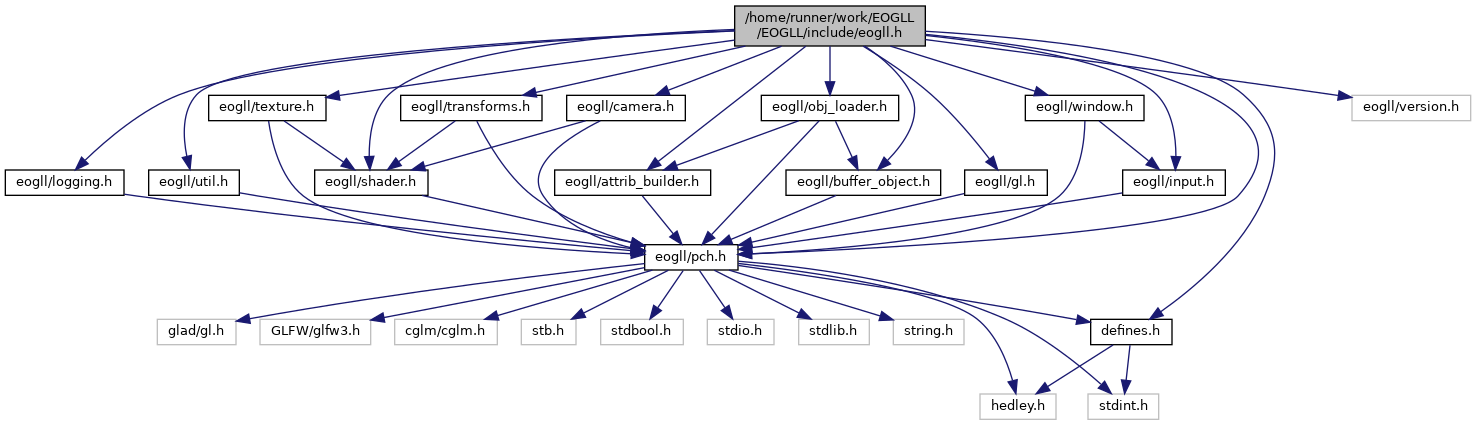 /home/runner/work/EOGLL
/EOGLL/include/eogll.h
eogll/texture.h
eogll/transforms.h
eogll/camera.h
eogll/obj_loader.h
eogll/window.h
eogll/version.h
eogll/logging.h
eogll/util.h
eogll/shader.h
eogll/attrib_builder.h
eogll/buffer_object.h
eogll/gl.h
eogll/input.h
eogll/pch.h
glad/gl.h
GLFW/glfw3.h
cglm/cglm.h
stb.h
stdbool.h
stdio.h
stdlib.h
string.h
defines.h
hedley.h
stdint.h